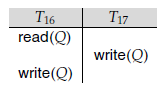 T16 T17
read(Q)
write(Q)
write(Q)